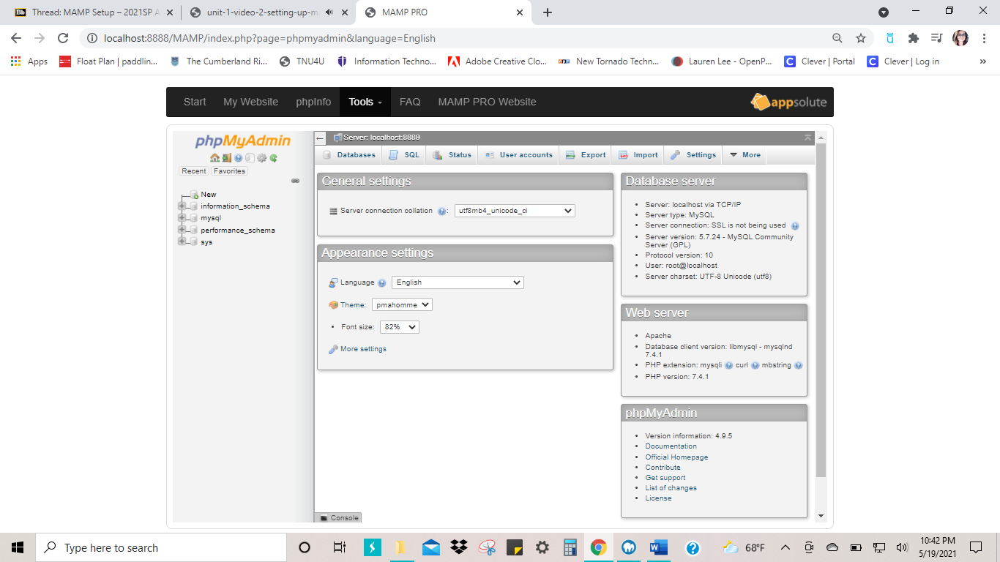 Bb Thread: MAMP Setup – 2021SP A
unit-1-video-2-setting-up-m
MAMP PRO
localhost:8888/MAMP/index.php?page=phpmyadmin&language=English
Apps
Float Plan | paddlin...
The Cumberland Ri...
TNU4U
Information Techno...
Adobe Creative Clo...
New Tornado Techn...
Lauren Lee - OpenP...
Clever | Portal
Clever | Log in
»
Start
My Website
phpInfo
Tools
FAQ
MAMP PRO Website
appsolute
phpMyAdmin
Recent
Favorites
New
information_schema
mysql
performance_schema
sys
Server: localhost:8889
Databases
SQL
Status
User accounts
Export
Import
Settings
More
General settings
Server connection collation :
utf8mb4_unicode_ci
Appearance settings
Language
English
Theme:
pmahomme
• Font size:
82%
More settings
Database server
• Server: localhost via TCP/IP
• Server type: MySQL
• Server connection: SSL is not being used
• Server version: 5.7.24 - MySQL Community
Server (GPL)
• Protocol version: 10
• User: root@localhost
• Server charset: UTF-8 Unicode (utf8)
Web server
• Apache
• Database client version: libmysql - mysqlnd
7.4.1
• PHP extension: mysqli curl mbstring
• PHP version: 7.4.1
phpMyAdmin
• Version information: 4.9.5
• Documentation
• Official Homepage
• Contribute
• Get support
• List of changes
• License
Console
Type here to search
68°F
10:42 PM
5/19/2021